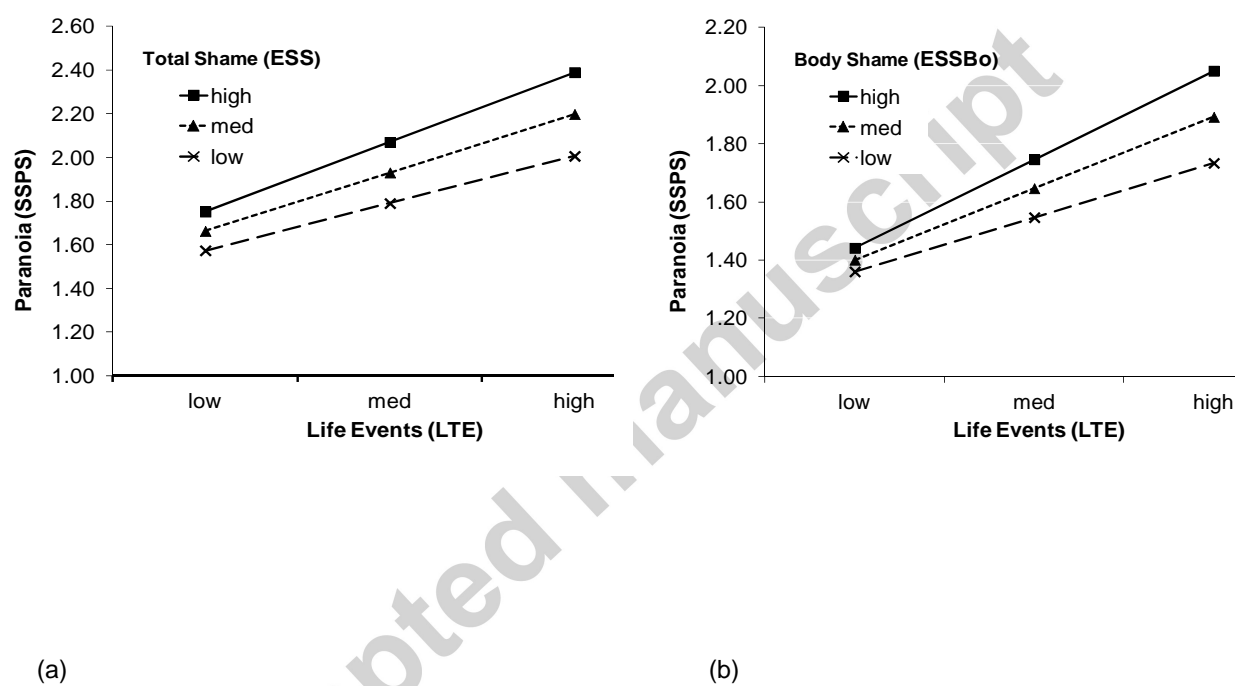 2.60
2.40
2.20
2.00
1.80
1.60
1.40
1.20
1.00
Paranoia (SSPS)
Total Shame (ESS)
high
med
low
low med high
Life Events (LTE)
(a)
2.20
2.00
1.80
1.60
1.40
1.20
1.00
Paranoia (SSPS)
Body Shame (ESSBo)
high
med
low
low med high
Life Events (LTE)
(b)
pted manuscript